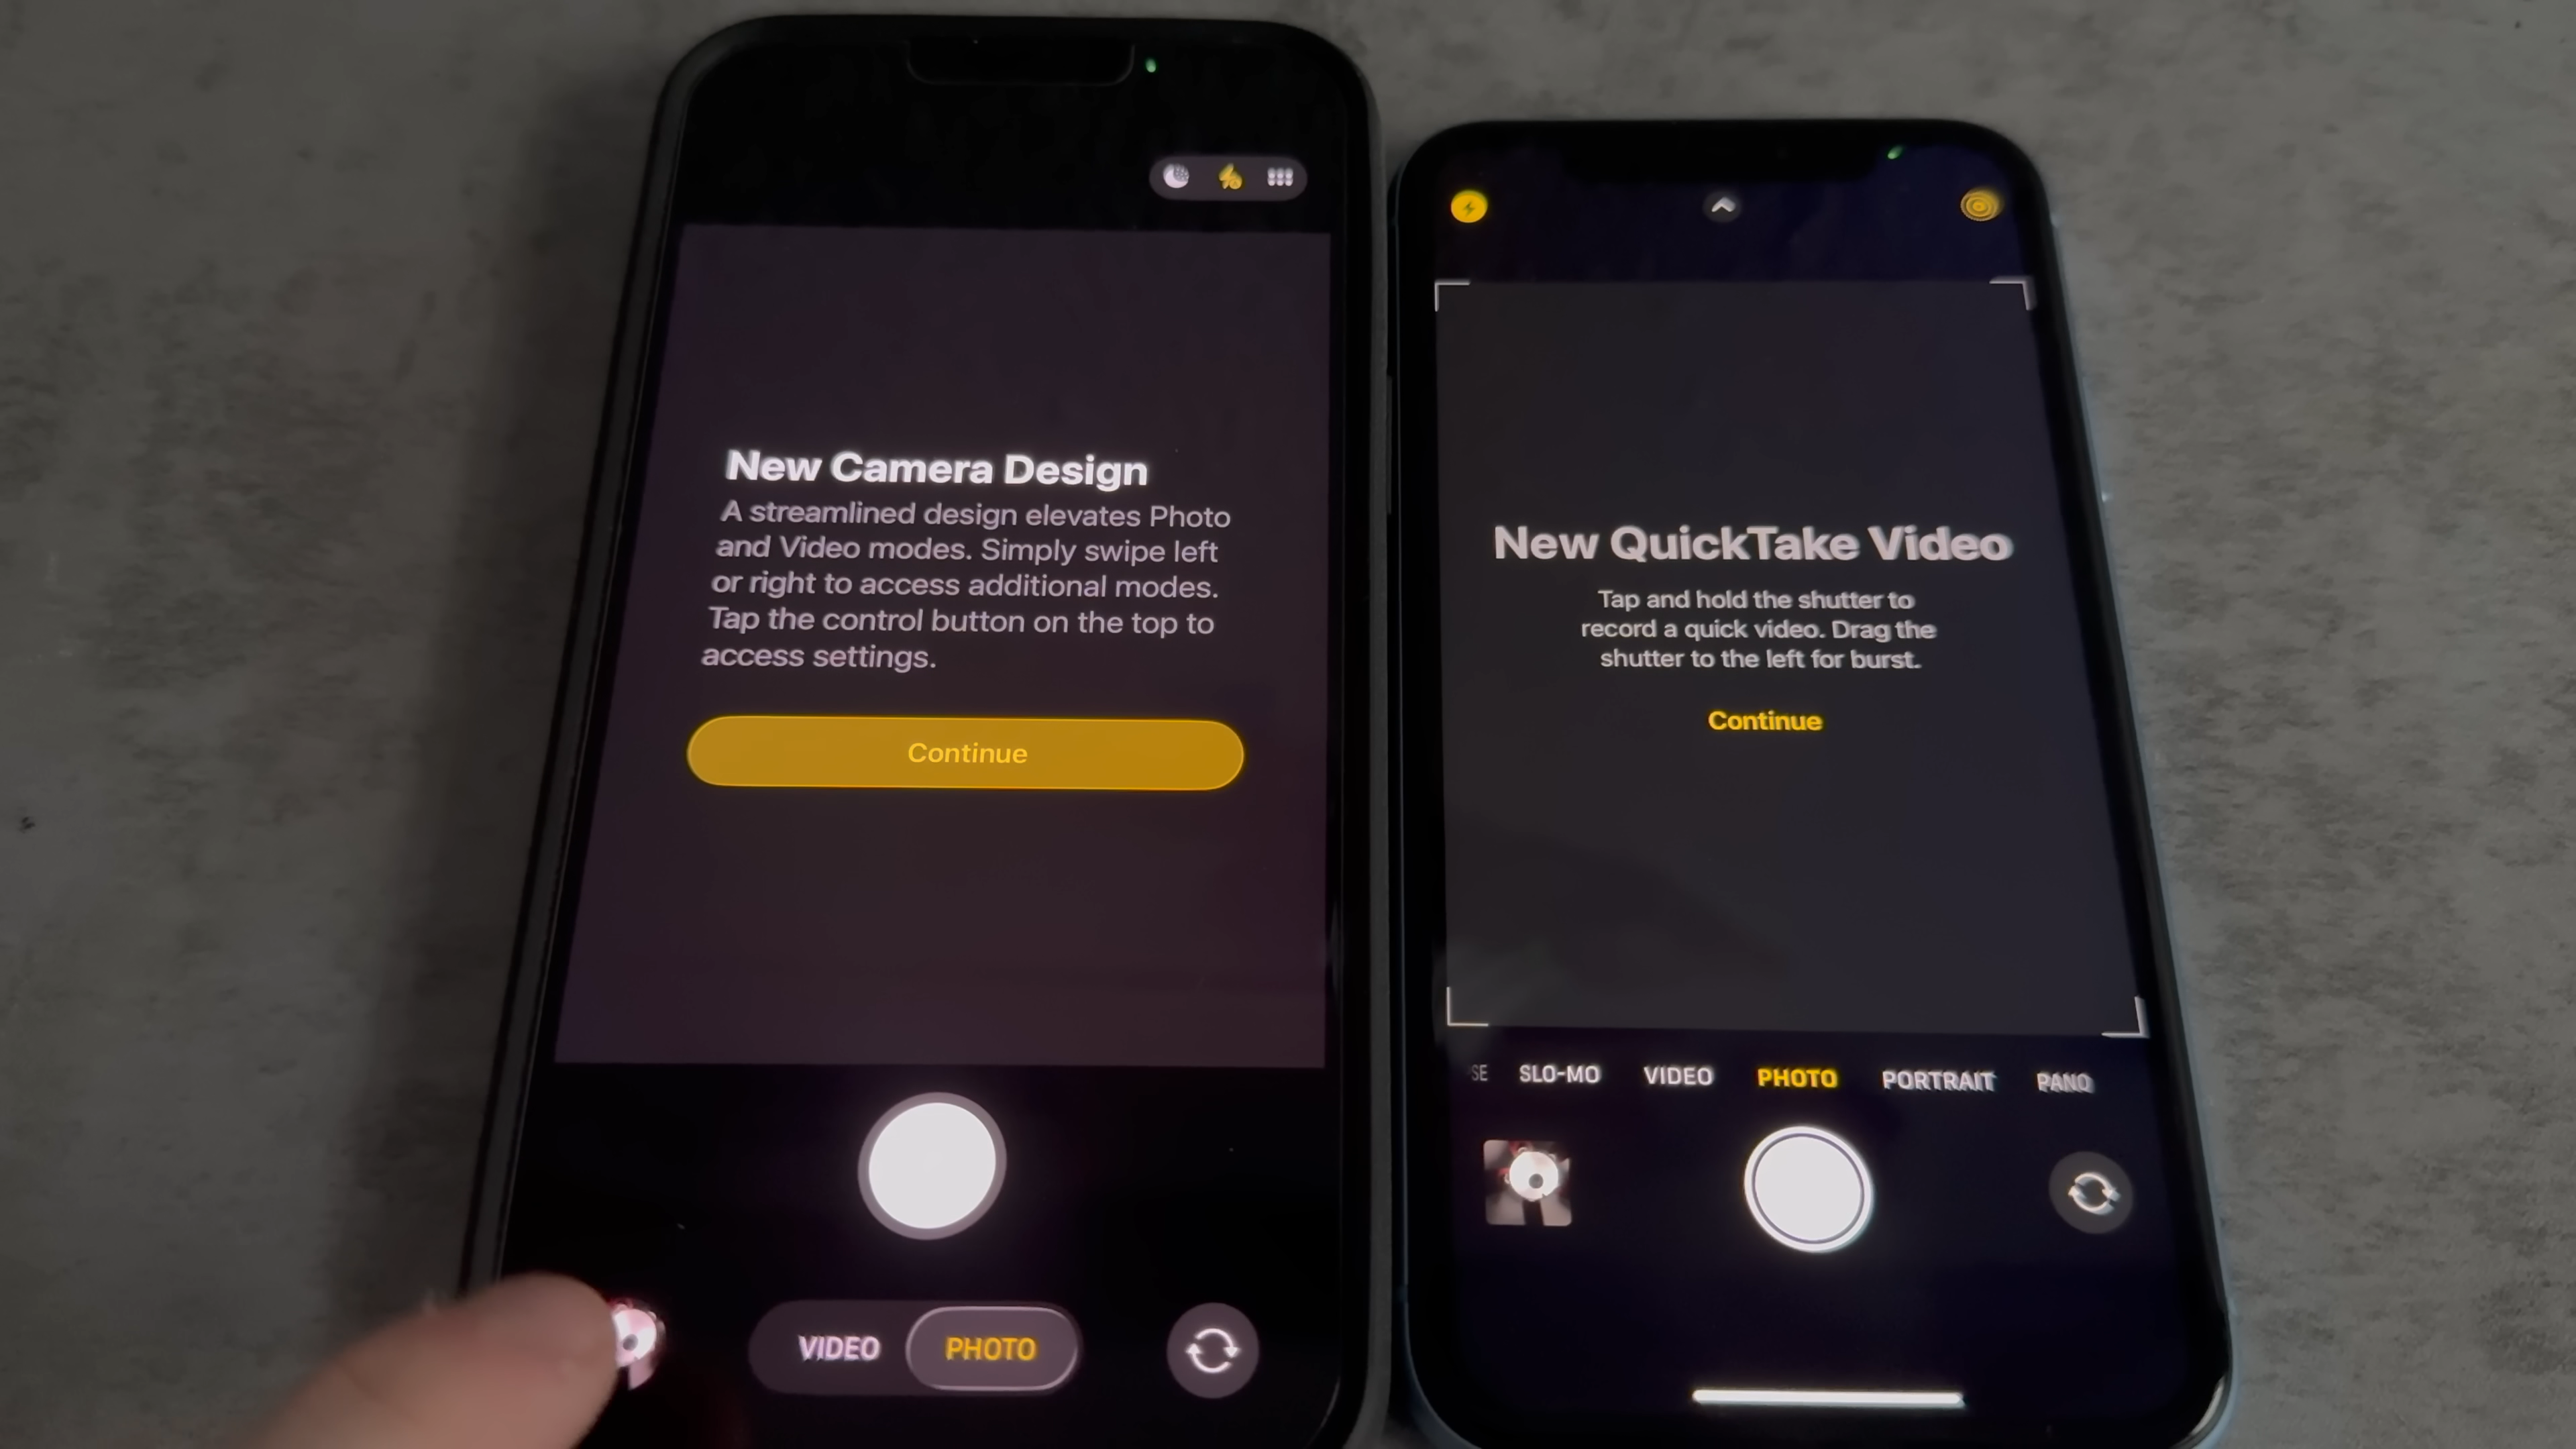 New Camera Design
A streamlined design elevates Photo
and Video modes. Simply swipe left
or right to access additional modes.
Tap the control button on the top to
access settings.
Continue
VIDEO
PHOTO
New QuickTake Video
Tap and hold the shutter to
record a quick video. Drag the
shutter to the left for burst.
Continue
SE SLO-MO VIDEO PHOTO PORTRAIT PANO